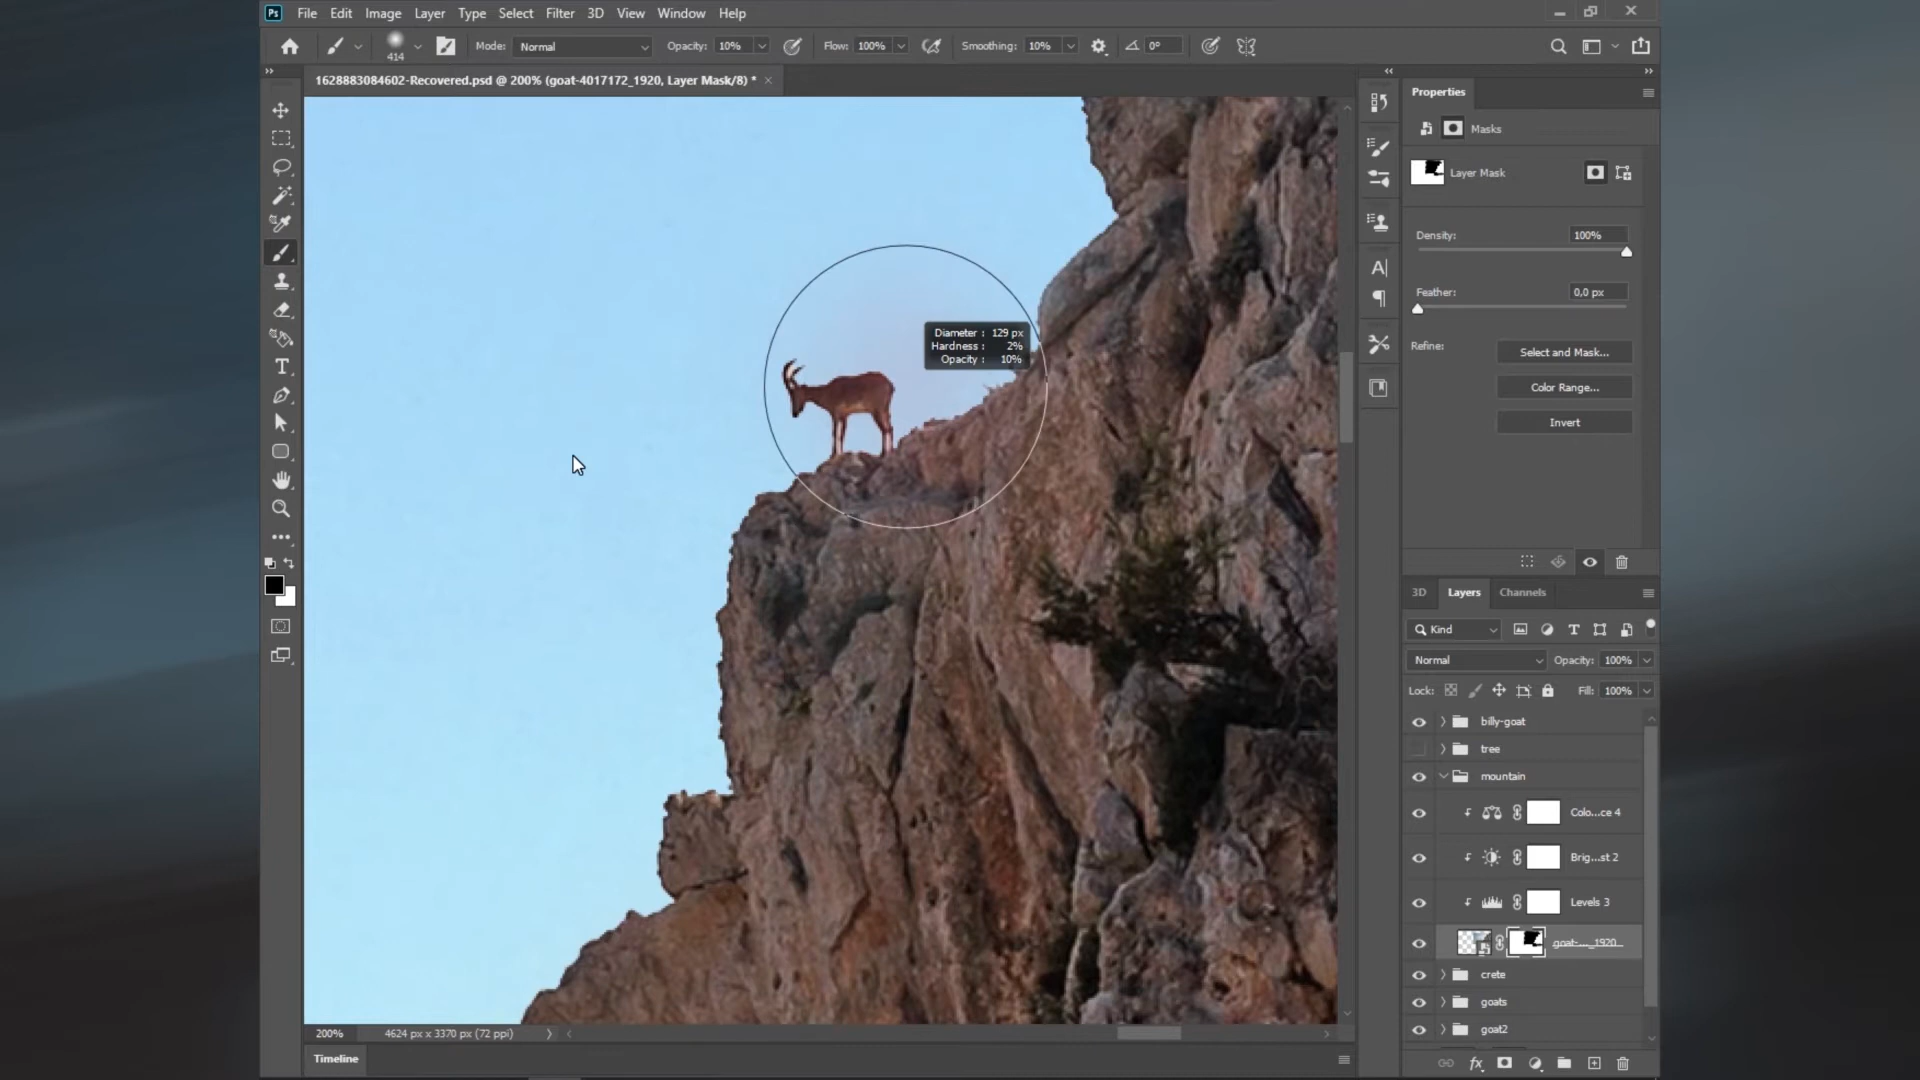 Ps File Edit Image Layer Type Select Filter 3D View Window Help
414 Mode: Normal Opacity: 10% Flow: 100% Smoothing: 10% 0°
1628883084602-Recovered.psd @ 200% (goat-4017172_1920, Layer Mask/8) *
Properties
Masks
Layer Mask
Density: 100%
Feather: 0,0 px
Refine: Select and Mask...
Color Range...
Invert
Diameter : 129 px
Hardness : 2%
Opacity : 10%
3D Layers Channels
Kind
Normal Opacity: 100%
Lock: Fill: 100%
billy-goat
tree
mountain
Colo...ce 4
Brig...st 2
Levels 3
goat-..._1920
crete
goats
goat2
200% 4624 px x 3370 px (72 ppi)
Timeline
fx